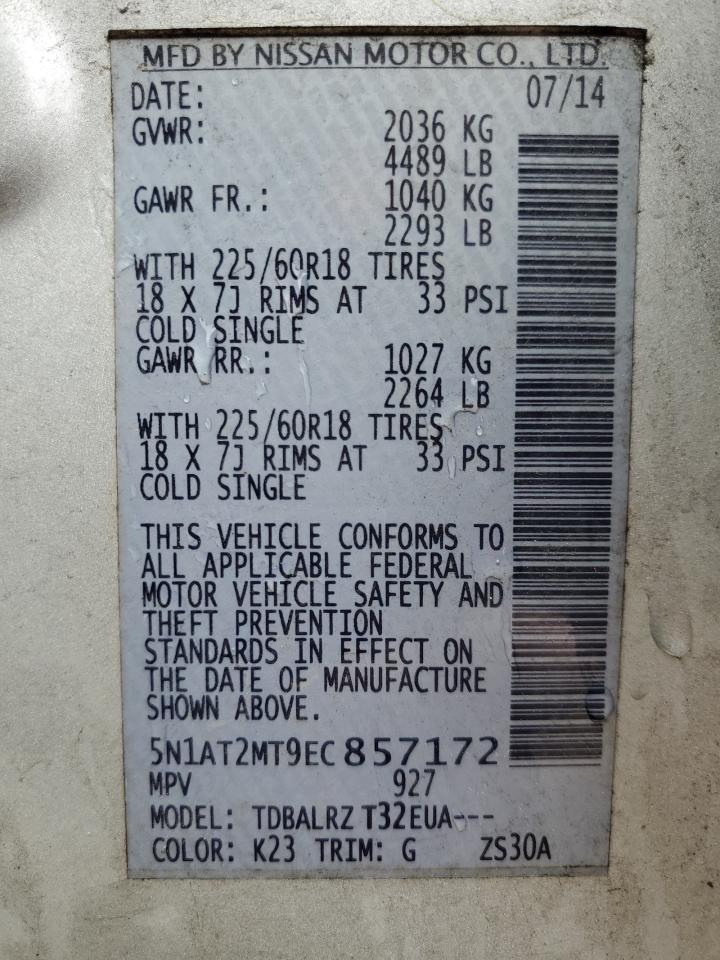 MFD BY NISSAN MOTOR CO., LTD.
DATE: 07/14
GVWR: 2036 KG
4489 LB
GAWR FR.: 1040 KG
2293 LB
WITH 225/60R18 TIRES
18 X 7J RIMS AT 33 PSI
COLD SINGLE
GAWR RR.: 1027 KG
2264 LB
WITH 225/60R18 TIRES
18 X 7J RIMS AT 33 PSI
COLD SINGLE
THIS VEHICLE CONFORMS TO
ALL APPLICABLE FEDERAL
MOTOR VEHICLE SAFETY AND
THEFT PREVENTION
STANDARDS IN EFFECT ON
THE DATE OF MANUFACTURE
SHOWN ABOVE.
5N1AT2MT9EC857172
MPV 927
MODEL: TDBALRZ T32EUA---
COLOR: K23 TRIM: G ZS30A